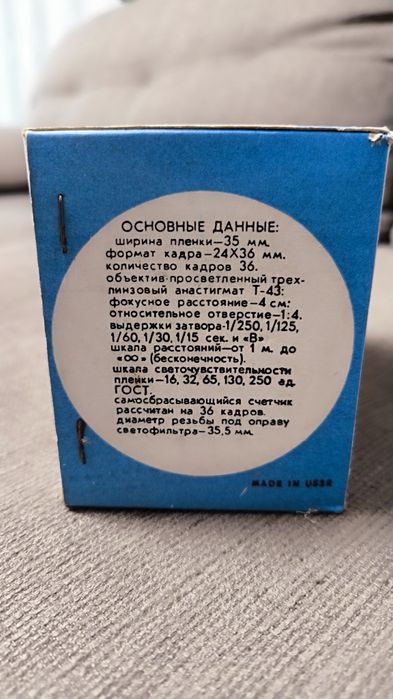 ОСНОВНЫЕ ДАННЫЕ:
ширина пленки—35 мм.
формат кадра—24Х36 мм.
количество кадров 36.
объектив-просветленный трех-
линзовый анастигмат Т-43:
фокусное расстояние—4 см:
относительное отверстие—1:4.
выдержки затвора-1/250, 1/125,
1/60, 1/30, 1/15 сек. и «В»
шкала расстояний—от 1 м. до
«∞» (бесконечность).
шкала светочувствительности
пленки—16, 32, 65, 130, 250 ед.
ГОСТ.
самосбрасывающийся счетчик
рассчитан на 36 кадров.
диаметр резьбы под оправу
светофильтра—35,5 мм.
MADE IN USSR